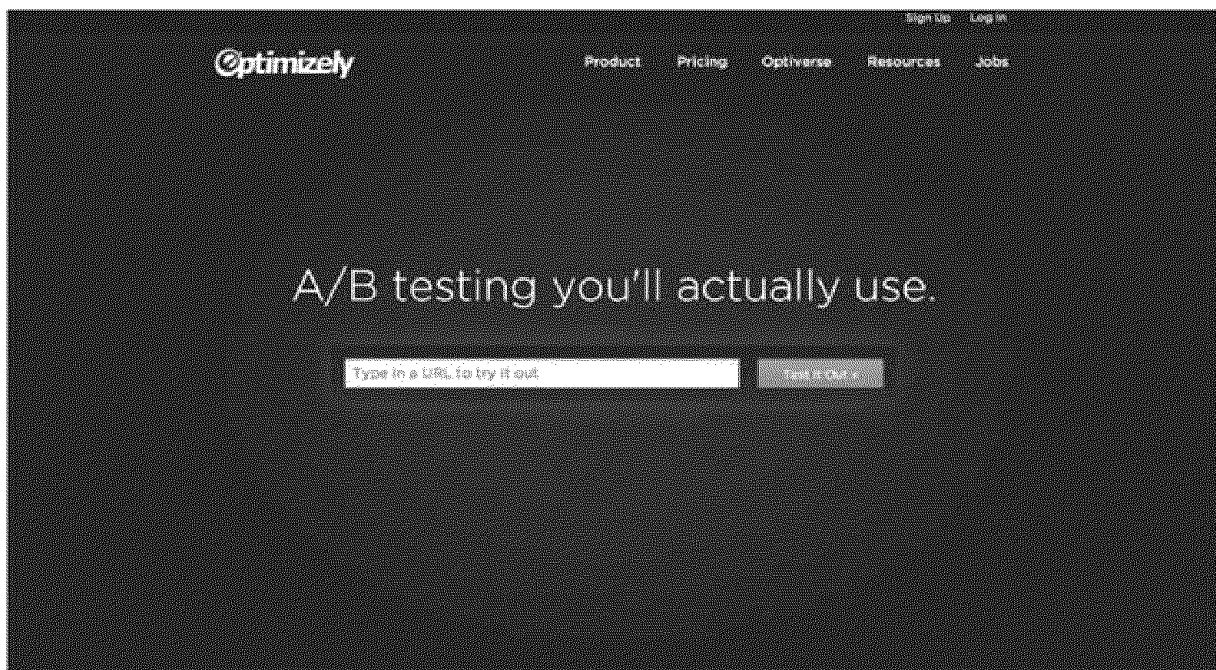 Sign Up Log In
Optimizely Product Pricing Optiverse Resources Jobs
A/B testing you'll actually use.
Type in a URL to try it out Test It Out »